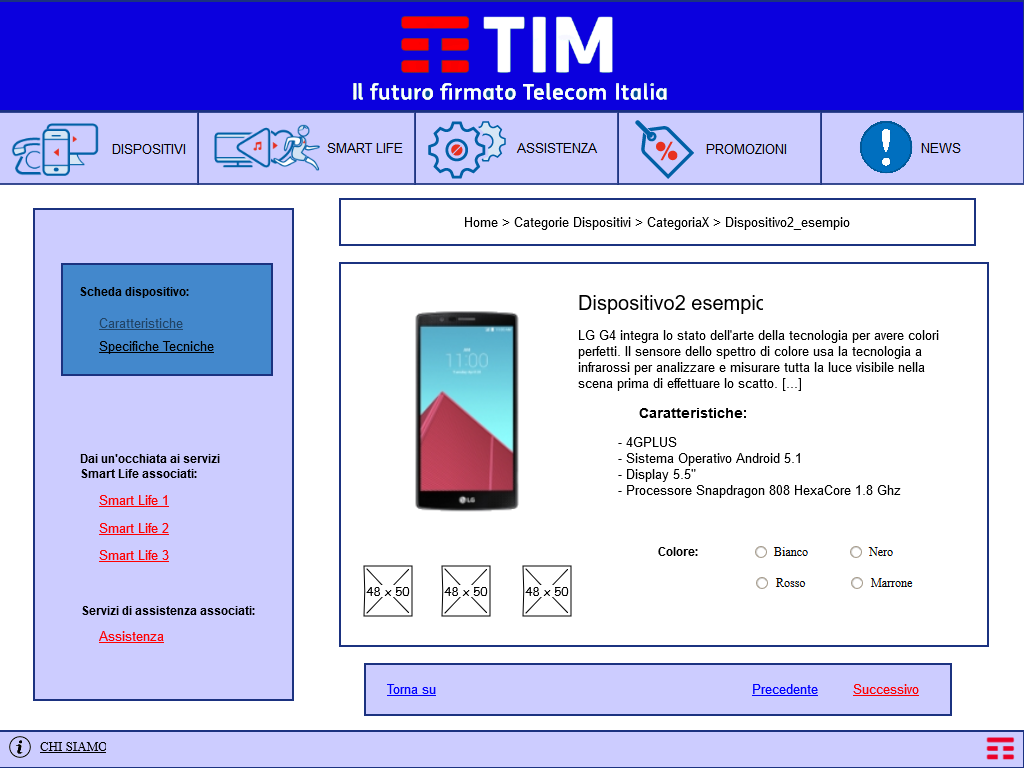 TIM
Il futuro firmato Telecom Italia
DISPOSITIVI
SMART LIFE
ASSISTENZA
PROMOZIONI
NEWS
Home > Categorie Dispositivi > CategoriaX > Dispositivo2_esempio
Scheda dispositivo:
Caratteristiche
Specifiche Tecniche
Dai un'occhiata ai servizi
Smart Life associati:
Smart Life 1
Smart Life 2
Smart Life 3
Servizi di assistenza associati:
Assistenza
11:00
LG
48 x 50
48 x 50
48 x 50
Dispositivo2 esempio
LG G4 integra lo stato dell'arte della tecnologia per avere colori
perfetti. Il sensore dello spettro di colore usa la tecnologia a
infrarossi per analizzare e misurare tutta la luce visibile nella
scena prima di effettuare lo scatto. [...]
Caratteristiche:
- 4GPLUS
- Sistema Operativo Android 5.1
- Display 5.5"
- Processore Snapdragon 808 HexaCore 1.8 Ghz
Colore:
Bianco
Nero
Rosso
Marrone
Torna su
Precedente
Successivo
CHI SIAMO